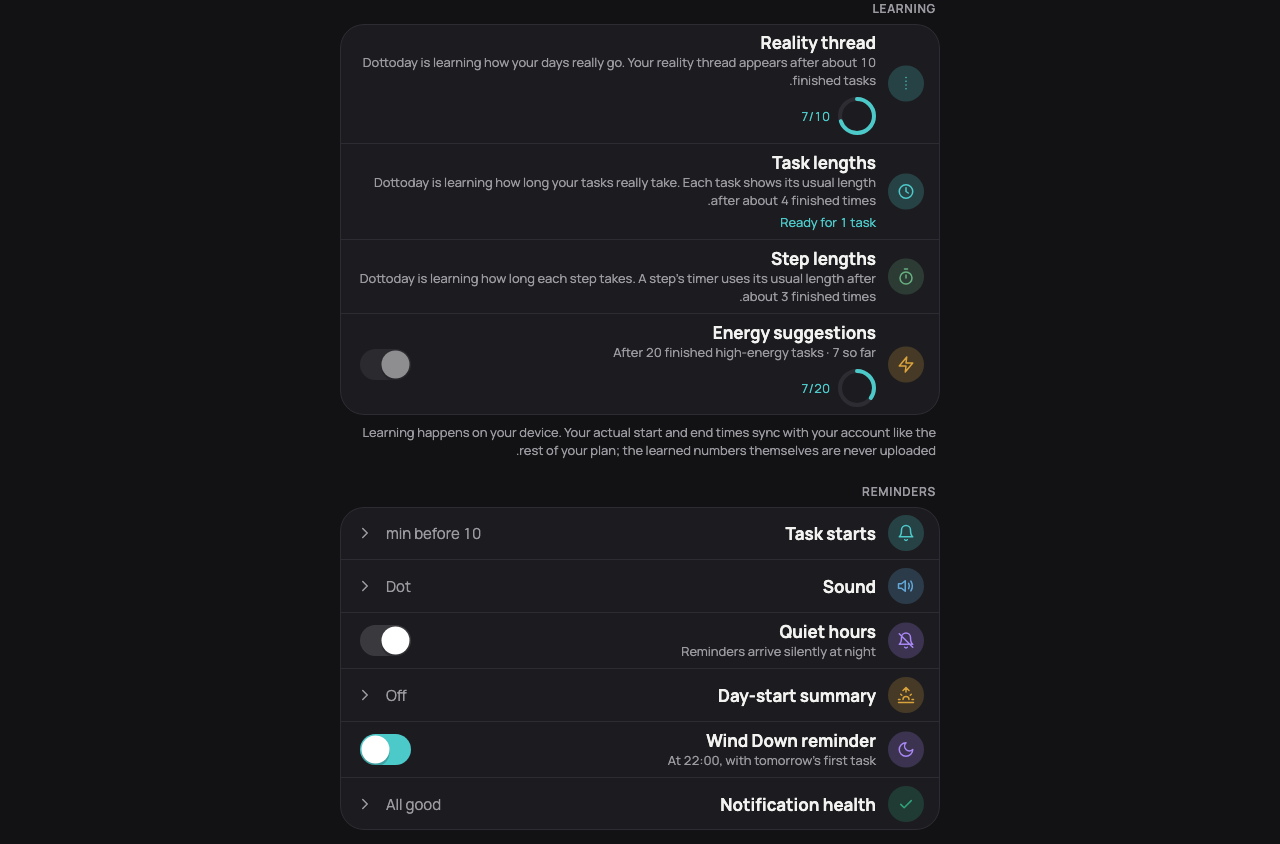 LEARNING
Reality thread
Dottoday is learning how your days really go. Your reality thread appears after about 10
.finished tasks
7/10
Task lengths
Dottoday is learning how long your tasks really take. Each task shows its usual length
.after about 4 finished times
Ready for 1 task
Step lengths
Dottoday is learning how long each step takes. A step's timer uses its usual length after
.about 3 finished times
Energy suggestions
After 20 finished high-energy tasks · 7 so far
7/20
Learning happens on your device. Your actual start and end times sync with your account like the
.rest of your plan; the learned numbers themselves are never uploaded
REMINDERS
Task starts
min before 10
Sound
Dot
Quiet hours
Reminders arrive silently at night
Day-start summary
Off
Wind Down reminder
At 22:00, with tomorrow's first task
Notification health
All good